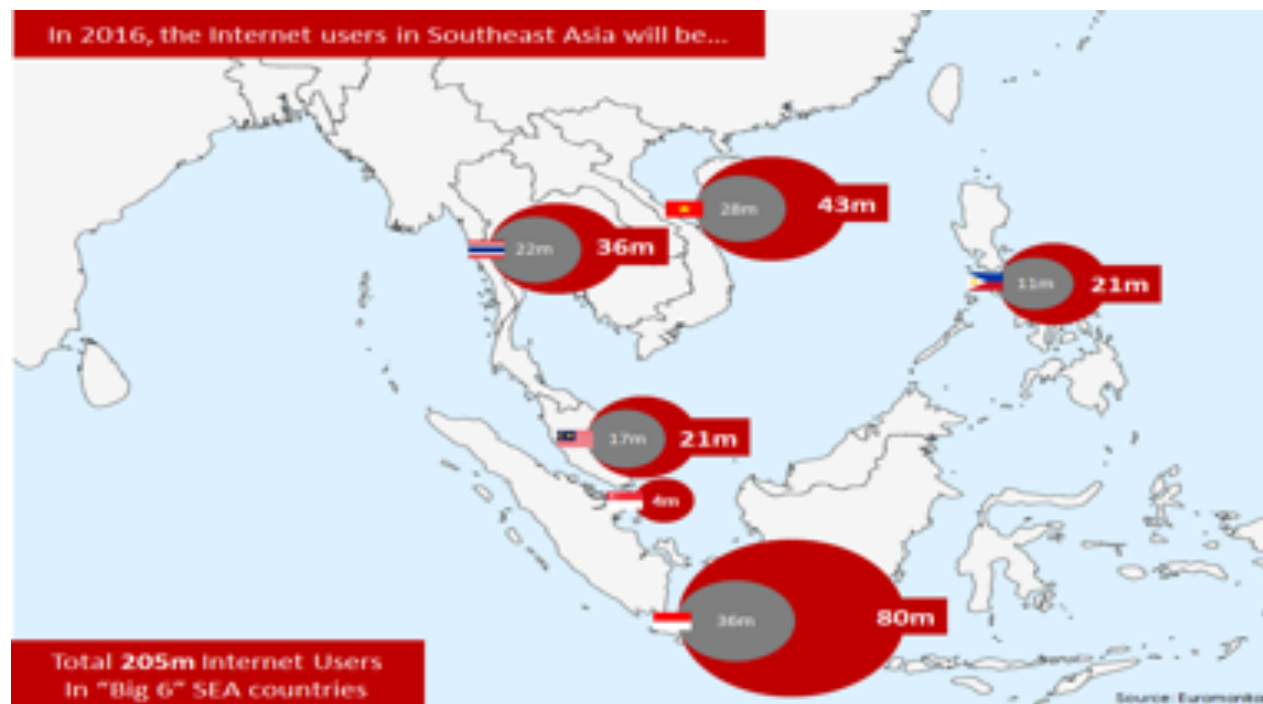 In 2016, the Internet users in Southeast Asia will be...
28m
43m
22m
36m
11m
21m
17m
21m
4m
36m
80m
Total 205m Internet Users
In "Big 6" SEA countries
Source: Euromonito